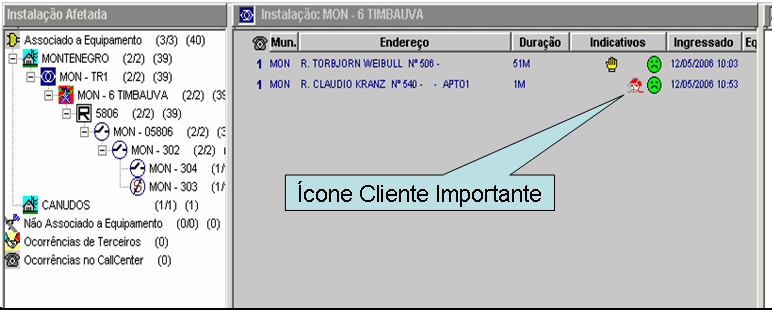 Instalação Afetada
Associado a Equipamento (3/3) (40)
MONTENEGRO (2/2) (39)
MON - TR1 (2/2) (39)
MON - 6 TIMBAUVA (2/2) (39
R 5806 (2/2) (39)
MON - 05806 (2/2) (3
MON - 302 (2/2)
MON - 304 (1/
MON - 303 (1/
CANUDOS (1/1) (1)
Não Associado a Equipamento (0/0) (0)
Ocorrências de Terceiros (0)
Ocorrências no CallCenter (0)
Instalação: MON - 6 TIMBAUVA
Mun. Endereço Duração Indicativos Ingressado Eq
1 MON R. TORBJORN WEIBULL Nº 506 - 51M 12/05/2006 10:03
1 MON R. CLAUDIO KRANZ Nº 540 - - APTO1 1M 12/05/2006 10:53
Ícone Cliente Importante